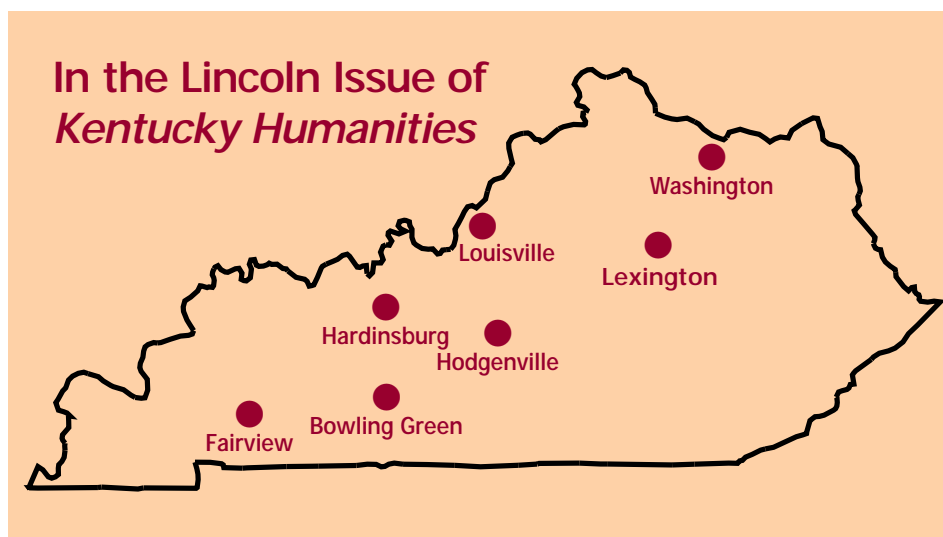 In the Lincoln Issue of
Kentucky Humanities
Washington
Louisville
Lexington
Hardinsburg
Hodgenville
Bowling Green
Fairview